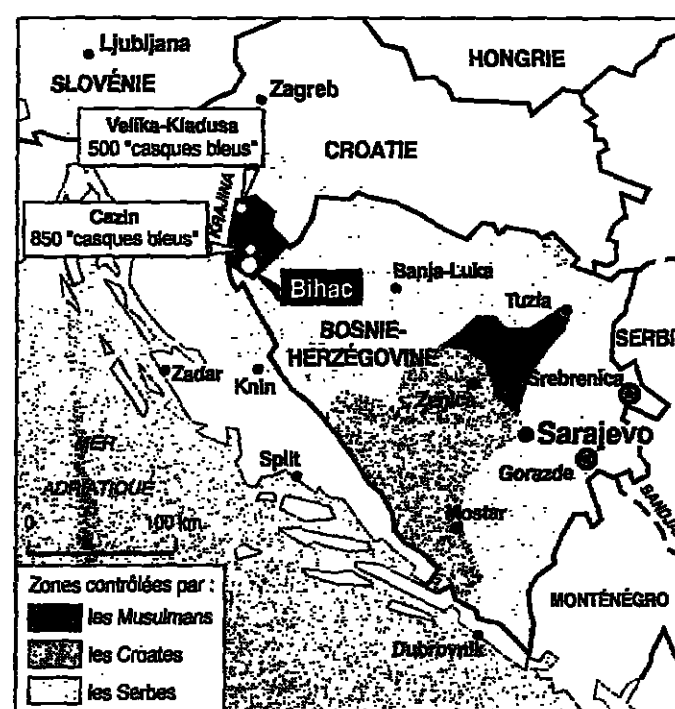 Ljubljana
HONGRIE
SLOVÉNIE
Zagreb
Velika-Kladusa
500 "casques bleus"
CROATIE
KRAJINA
Cazin
850 "casques bleus"
Bihac
Banja-Luka
Tuzla
BOSNIE-
HERZÉGOVINE
SERBI
Zadar
Knin
Zenica
Srebrenica
Sarajevo
MER
ADRIATIQUE
Split
Gorazde
0 100 km
Mostar
SANDJA
Zones contrôlées par :
les Musulmans
les Croates
les Serbes
MONTÉNÉGRO
Dubrovnik